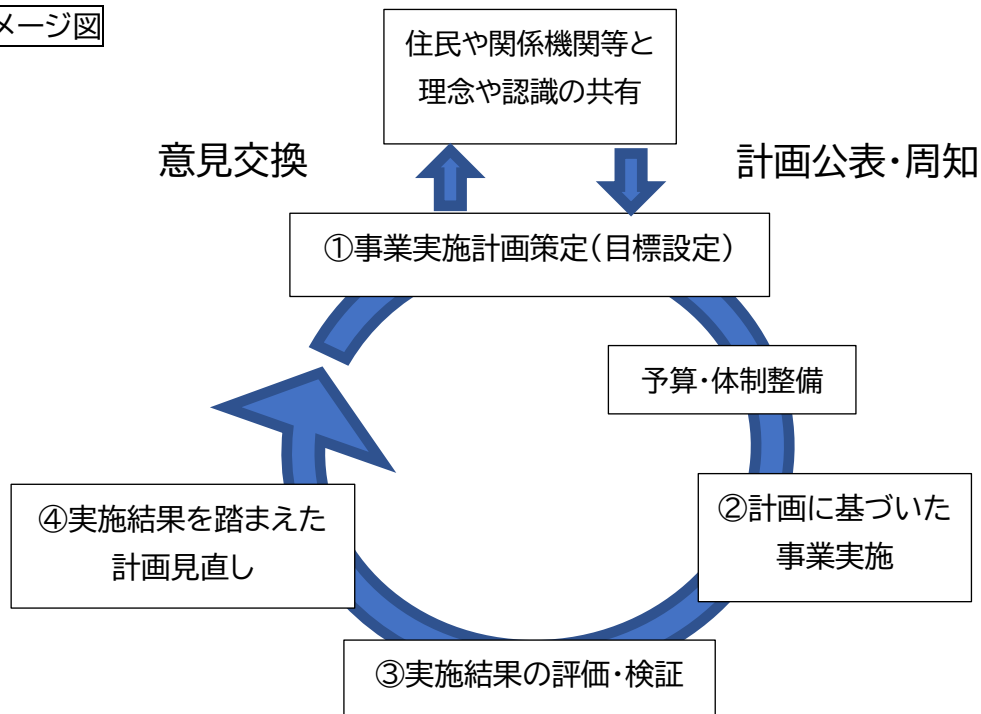 メージ図
住民や関係機関等と
理念や認識の共有
意見交換
計画公表・周知
①事業実施計画策定(目標設定)
予算・体制整備
②計画に基づいた
事業実施
④実施結果を踏まえた
計画見直し
③実施結果の評価・検証